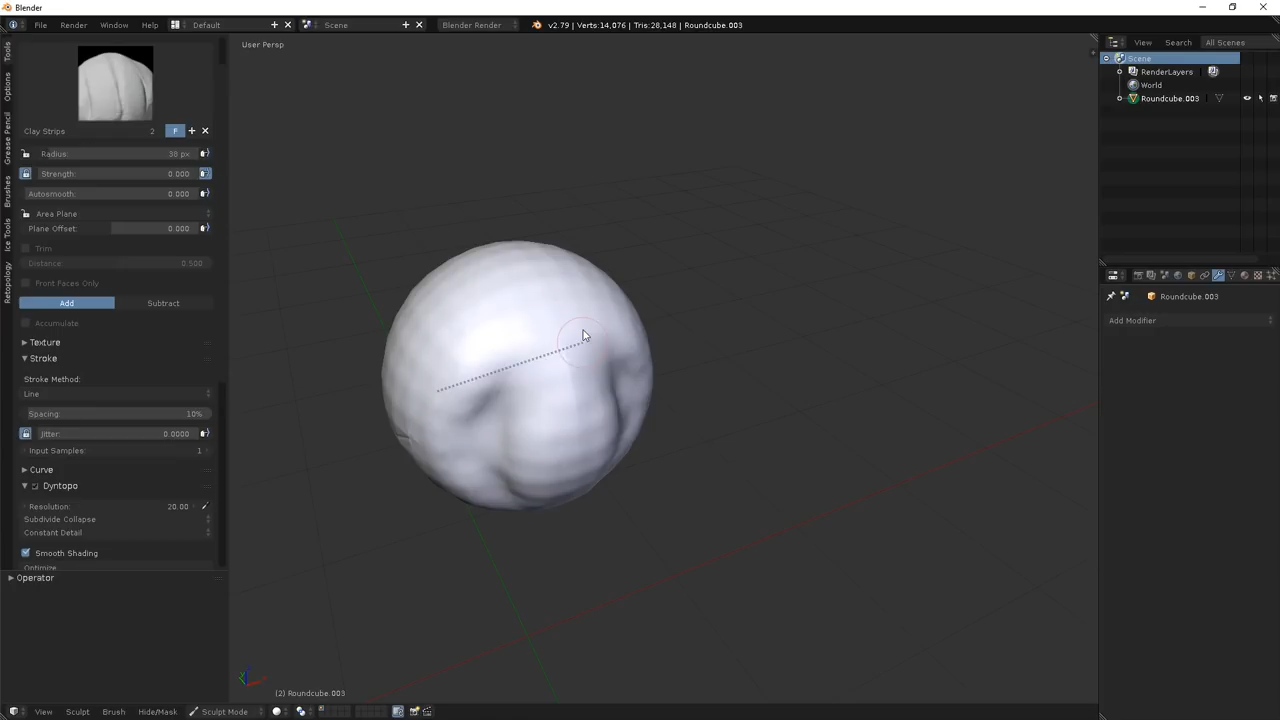 Blender
File Render Window Help Default Scene Blender Render v2.79 | Verts:14,076 | Tris:28,148 | Roundcube.003
User Persp
View Search All Scenes
Scene
RenderLayers
World
Roundcube.003
Tools
Options
Grease Pencil
Brushes
Ice Tools
Retopology
Clay Strips 2 F
Radius: 38 px
Strength: 0.000
Autosmooth: 0.000
Area Plane
Plane Offset: 0.000
Trim
Distance: 0.500
Front Faces Only
Add Subtract
Accumulate
Texture
Stroke
Stroke Method:
Line
Spacing: 10%
Jitter: 0.0000
Input Samples: 1
Curve
Dyntopo
Resolution: 20.00
Subdivide Collapse
Constant Detail
Smooth Shading
Optimize
Operator
Roundcube.003
Add Modifier
(2) Roundcube.003
View Sculpt Brush Hide/Mask Sculpt Mode